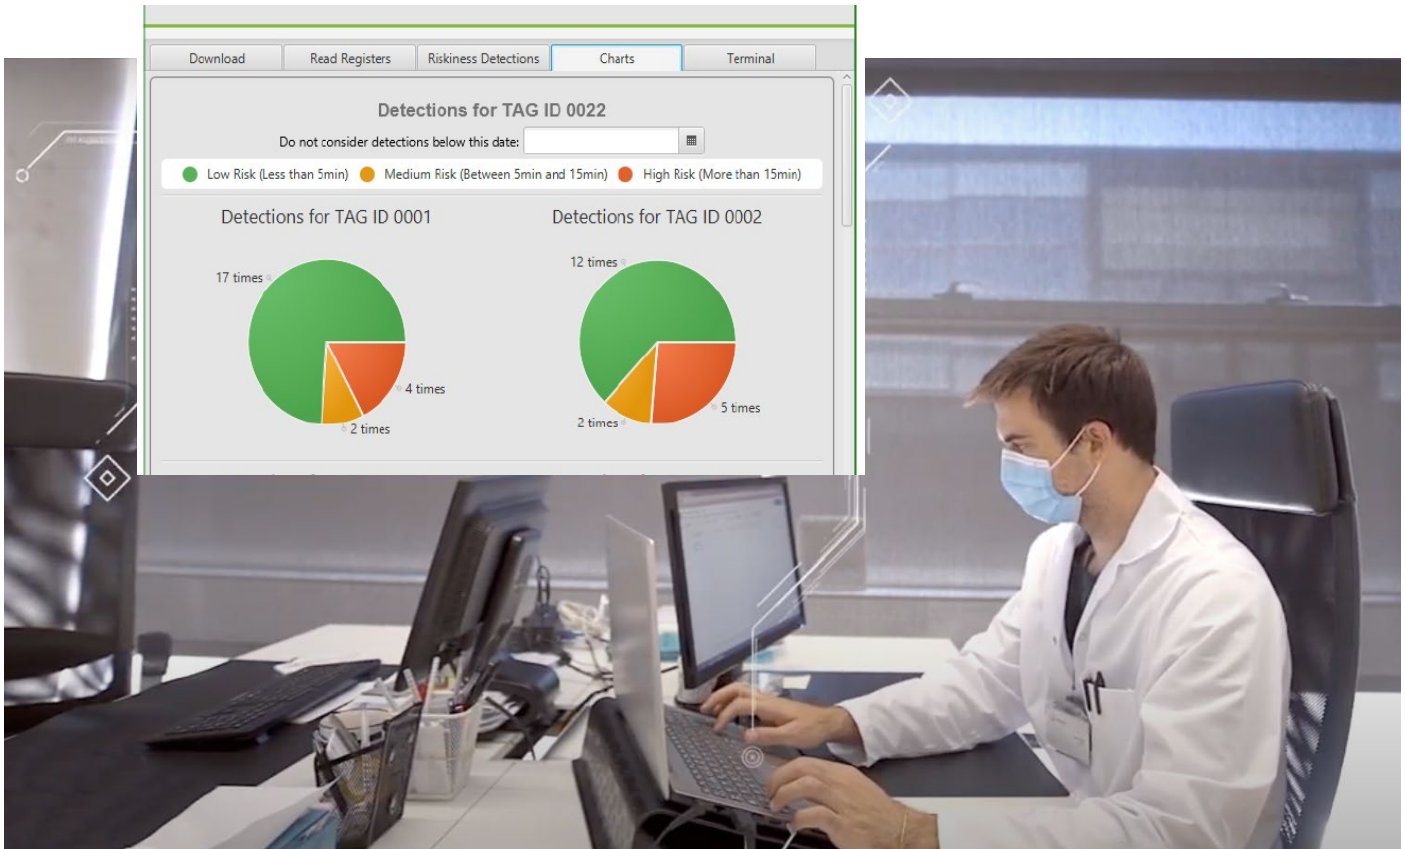 Download Read Registers Riskiness Detections Charts Terminal
Detections for TAG ID 0022
Do not consider detections below this date:
Low Risk (Less than 5min) Medium Risk (Between 5min and 15min) High Risk (More than 15min)
Detections for TAG ID 0001 Detections for TAG ID 0002
17 times 12 times
4 times 5 times
2 times 2 times